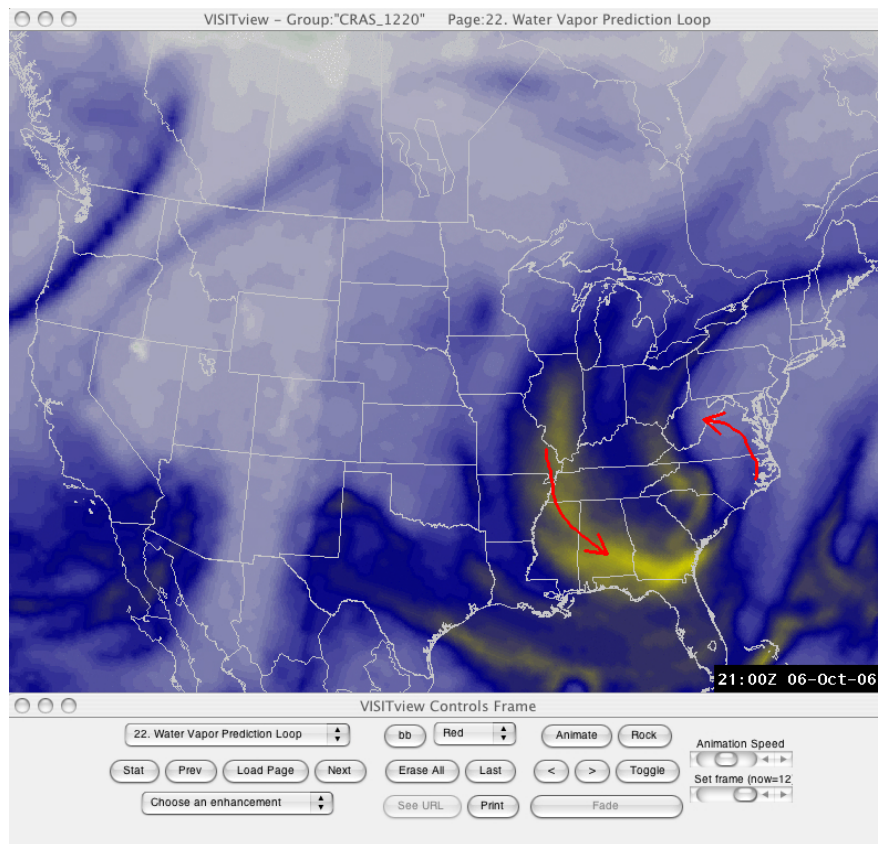 VISITview – Group:"CRAS_1220" Page:22. Water Vapor Prediction Loop
21:00Z 06-Oct-06
VISITview Controls Frame
22. Water Vapor Prediction Loop
bb
Red
Animate
Rock
Animation Speed
Stat
Prev
Load Page
Next
Erase All
Last
<
>
Toggle
Set frame (now=12
Choose an enhancement
See URL
Print
Fade